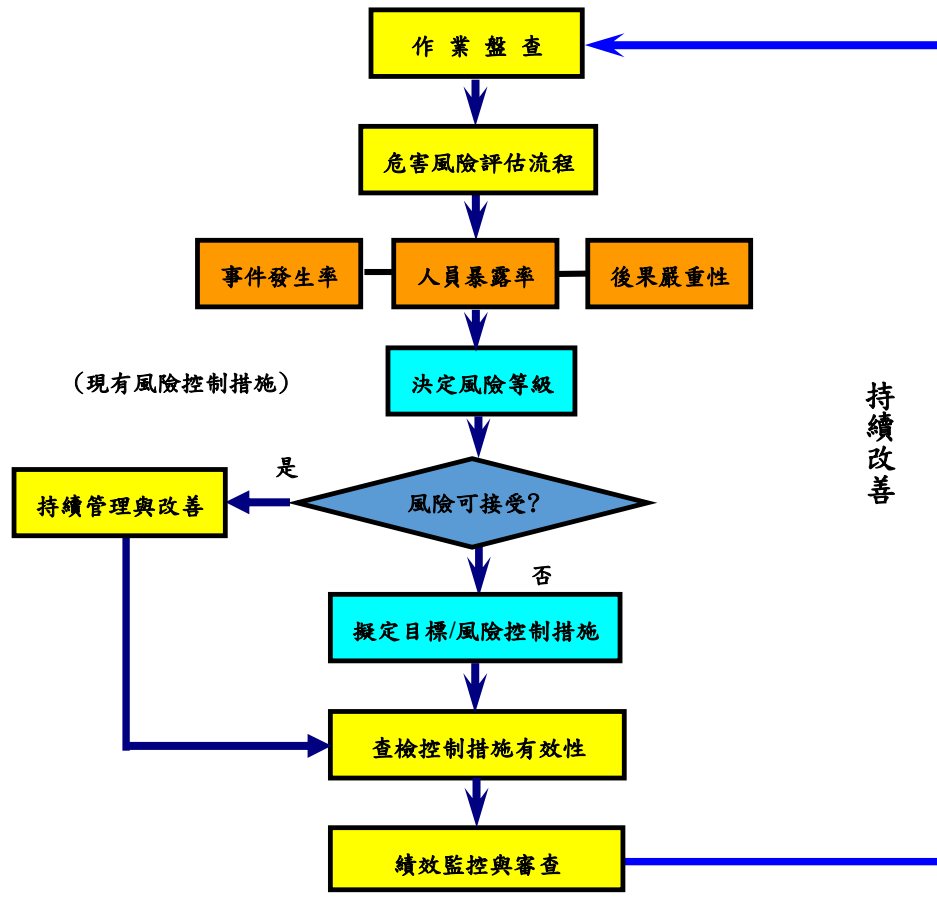 作 業 盤 查
危害風險評估流程
事件發生率
人員暴露率
後果嚴重性
(現有風險控制措施)
決定風險等級
持續改善
是
持續管理與改善
風險可接受?
否
擬定目標/風險控制措施
查檢控制措施有效性
績效監控與審查